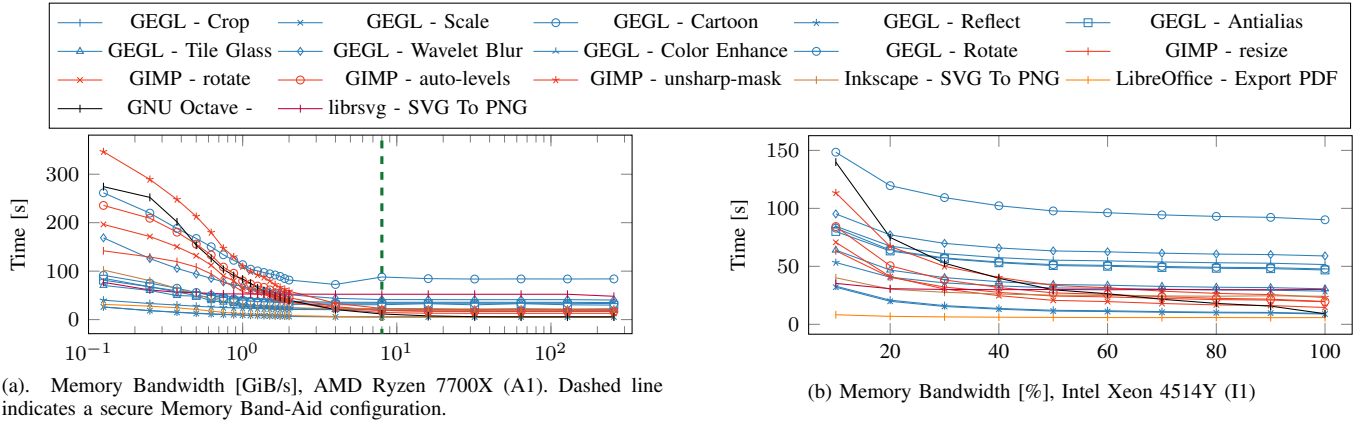 GEGL - Crop GEGL - Scale GEGL - Cartoon GEGL - Reflect GEGL - Antialias
GEGL - Tile Glass GEGL - Wavelet Blur GEGL - Color Enhance GEGL - Rotate GIMP - resize
GIMP - rotate GIMP - auto-levels GIMP - unsharp-mask Inkscape - SVG To PNG LibreOffice - Export PDF
GNU Octave - librsvg - SVG To PNG
Time [s]
300
200
100
0
10⁻¹ 10⁰ 10¹ 10²
(a). Memory Bandwidth [GiB/s], AMD Ryzen 7700X (A1). Dashed line
indicates a secure Memory Band-Aid configuration.
Time [s]
150
100
50
0
20 40 60 80 100
(b) Memory Bandwidth [%], Intel Xeon 4514Y (I1)